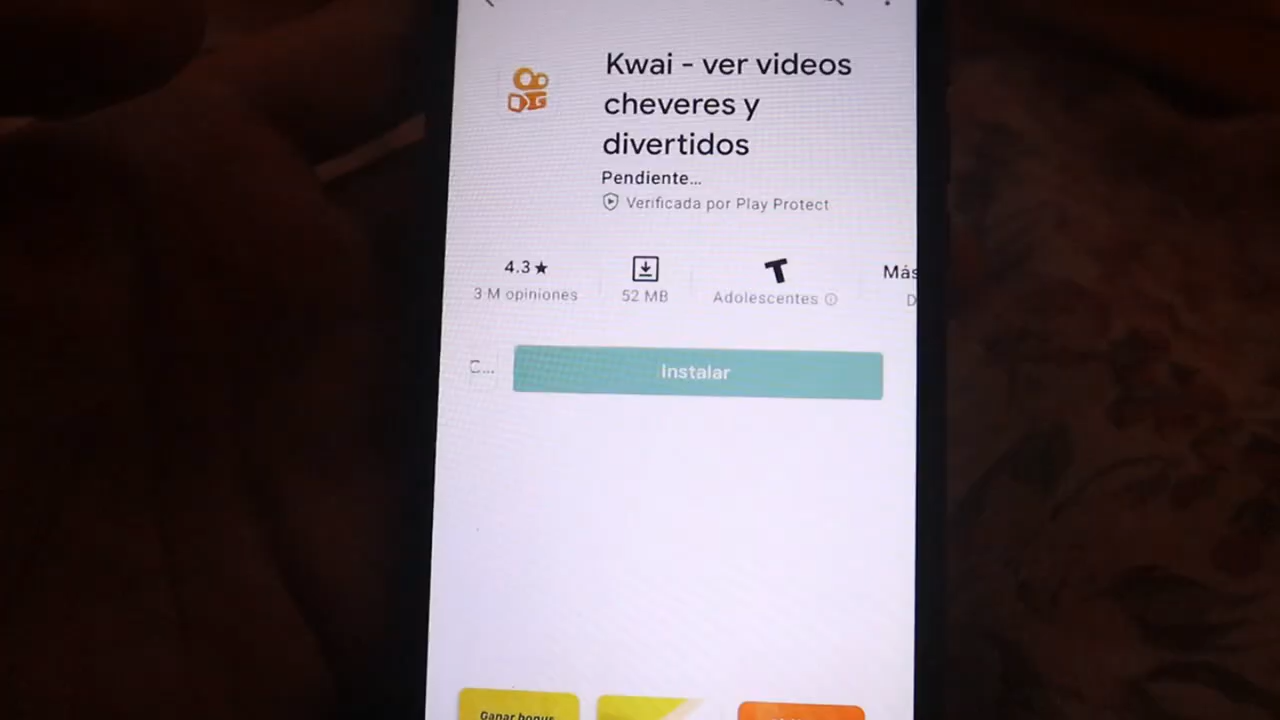 Kwai - ver videos
cheveres y
divertidos
Pendiente...
Verificada por Play Protect
4.3★
3 M opiniones
52 MB
Adolescentes
Más
D
C...
Instalar
Ganar bonus